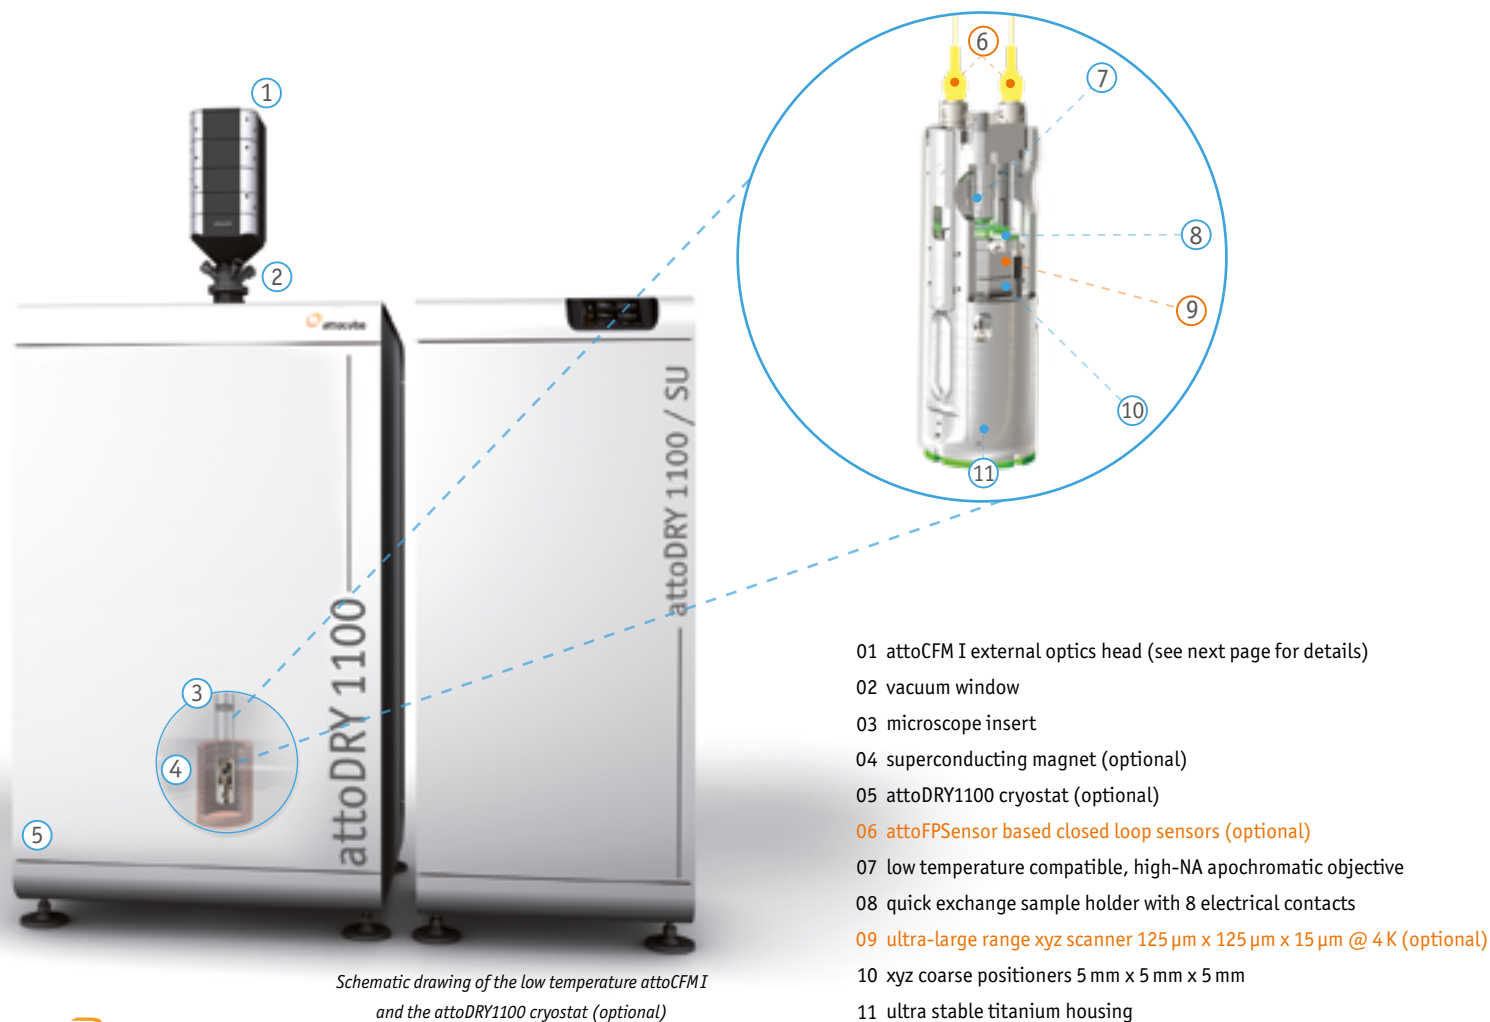 1
2
attocube
attoDRY 1100
attoDRY 1100 / SU
3
4
5
6
7
8
9
10
11
01 attoCFM I external optics head (see next page for details)
02 vacuum window
03 microscope insert
04 superconducting magnet (optional)
05 attoDRY1100 cryostat (optional)
06 attoFPSensor based closed loop sensors (optional)
07 low temperature compatible, high-NA apochromatic objective
08 quick exchange sample holder with 8 electrical contacts
09 ultra-large range xyz scanner 125 µm x 125 µm x 15 µm @ 4 K (optional)
10 xyz coarse positioners 5 mm x 5 mm x 5 mm
11 ultra stable titanium housing
Schematic drawing of the low temperature attoCFM I
and the attoDRY1100 cryostat (optional)